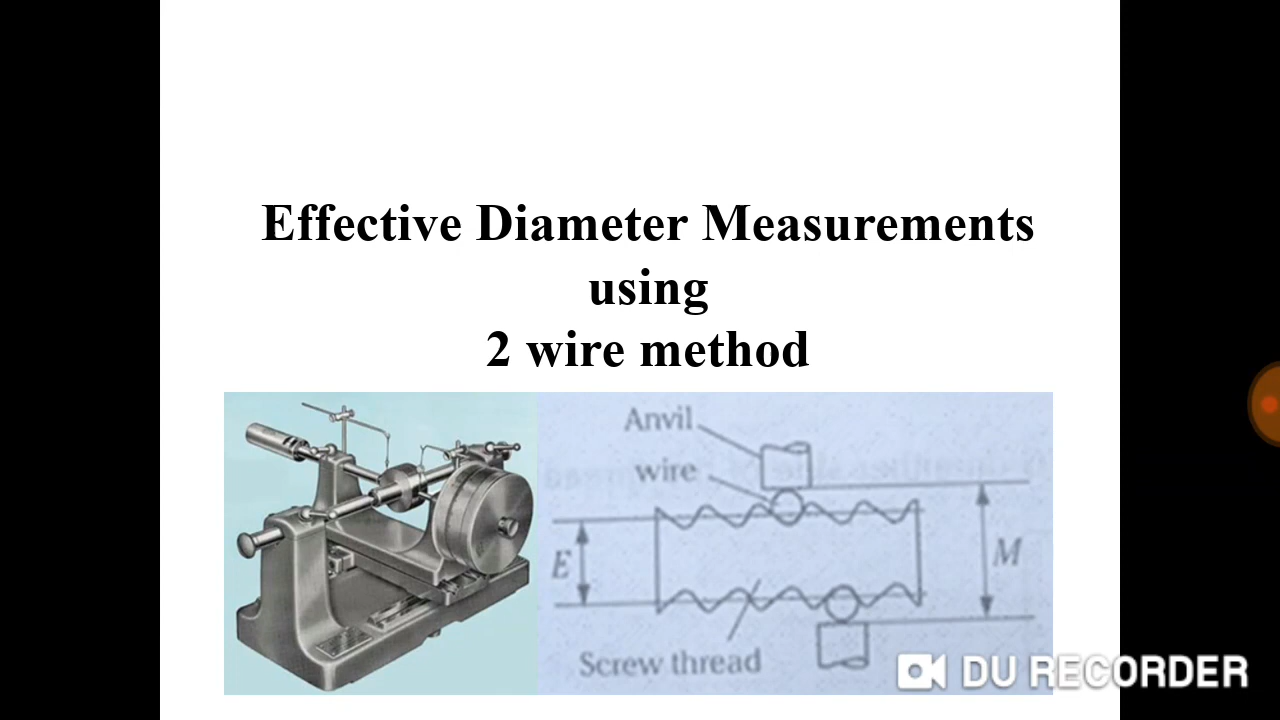 Effective Diameter Measurements
using
2 wire method
Anvil
wire
E
M
Screw thread
DU RECORDER